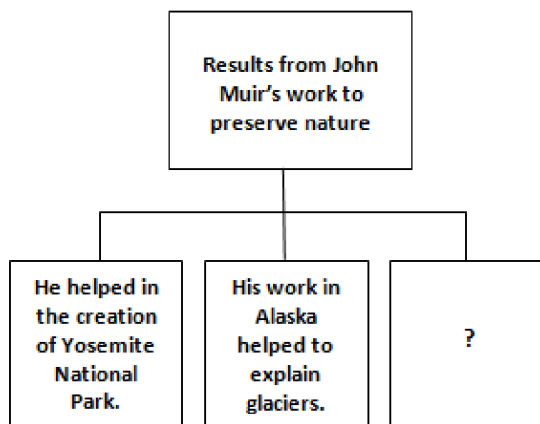 Results from John
Muir's work to
preserve nature
He helped in
the creation
of Yosemite
National
Park.
His work in
Alaska
helped to
explain
glaciers.
?